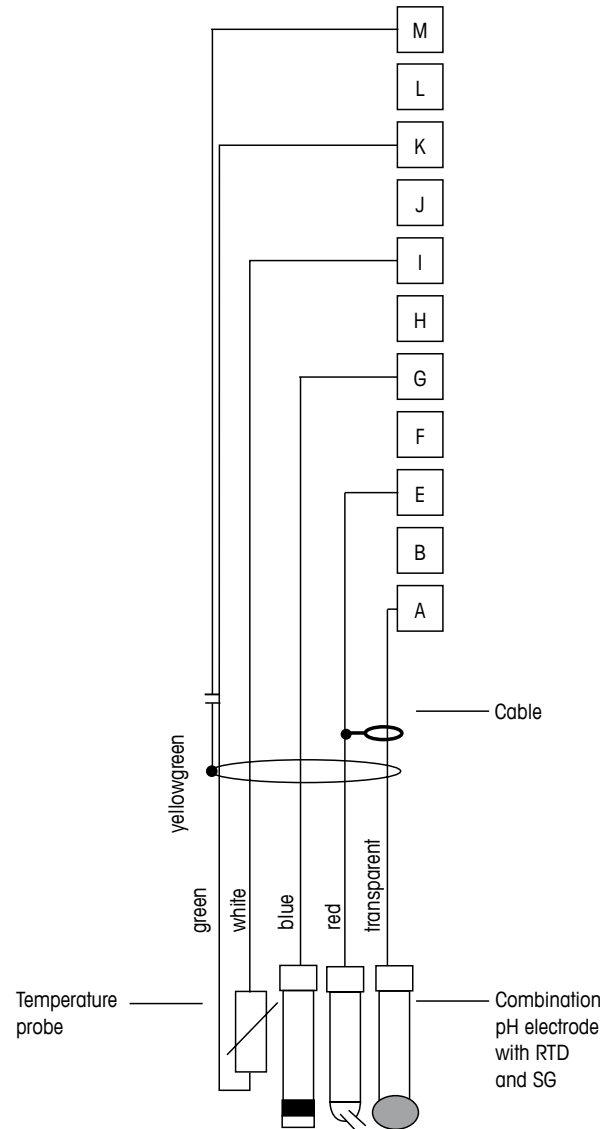 M
L
K
J
I
H
G
F
E
B
A
Cable
yellowgreen
green
white
blue
red
transparent
Temperature
probe
Combination
pH electrode
with RTD
and SG